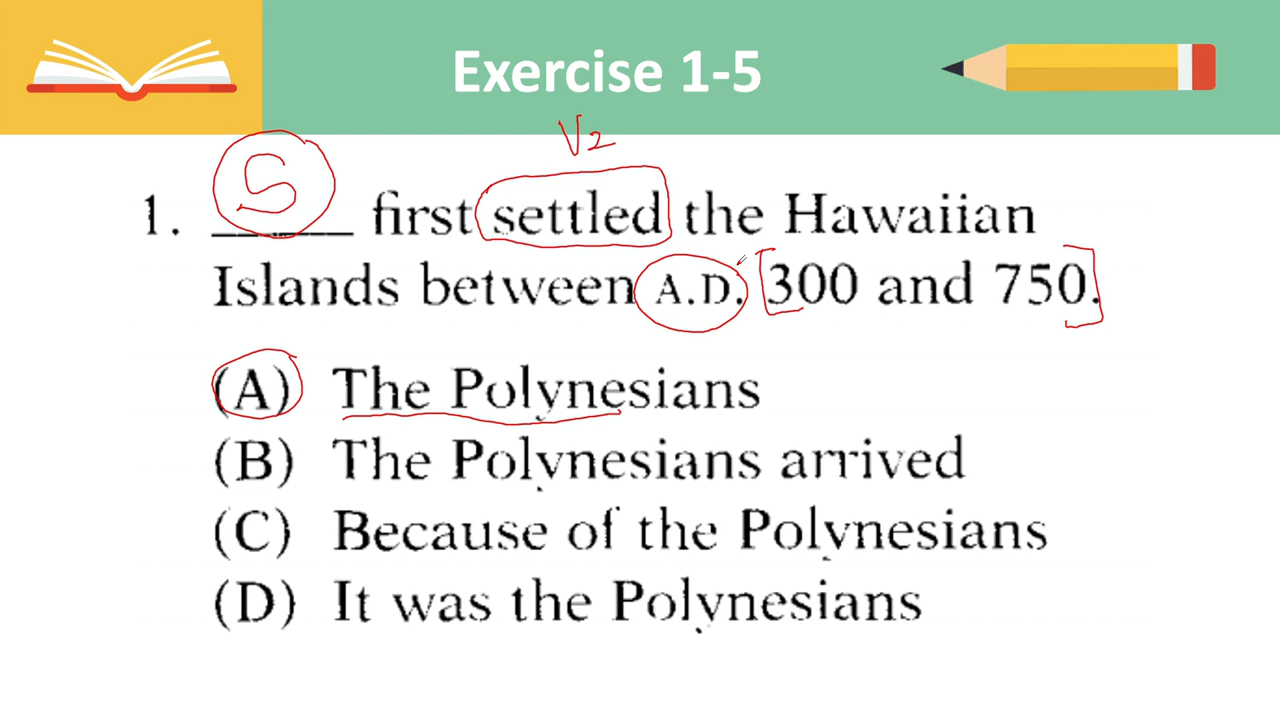 Exercise 1-5
V2
S
1. ______ first settled the Hawaiian
Islands between A.D. 300 and 750.
(A) The Polynesians
(B) The Polynesians arrived
(C) Because of the Polynesians
(D) It was the Polynesians